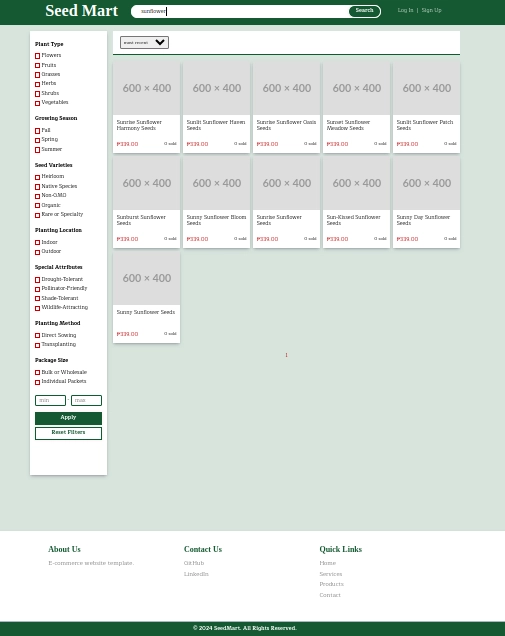 Seed Mart
sunflower
Search
Log In | Sign Up
Plant Type
Flowers
Fruits
Grasses
Herbs
Shrubs
Vegetables
Growing Season
Fall
Spring
Summer
Seed Varieties
Heirloom
Native Species
Non-GMO
Organic
Rare or Specialty
Planting Location
Indoor
Outdoor
Special Attributes
Drought-Tolerant
Pollinator-Friendly
Shade-Tolerant
Wildlife-Attracting
Planting Method
Direct Sowing
Transplanting
Package Size
Bulk or Wholesale
Individual Packets
min - max
Apply
Reset Filters
most recent
600 × 400
Sunrise Sunflower
Harmony Seeds
₱339.00 0 sold
600 × 400
Sunlit Sunflower Haven
Seeds
₱339.00 0 sold
600 × 400
Sunrise Sunflower Oasis
Seeds
₱339.00 0 sold
600 × 400
Sunset Sunflower
Meadow Seeds
₱339.00 0 sold
600 × 400
Sunlit Sunflower Patch
Seeds
₱339.00 0 sold
600 × 400
Sunburst Sunflower
Seeds
₱339.00 0 sold
600 × 400
Sunny Sunflower Bloom
Seeds
₱339.00 0 sold
600 × 400
Sunrise Sunflower
Seeds
₱339.00 0 sold
600 × 400
Sun-Kissed Sunflower
Seeds
₱339.00 0 sold
600 × 400
Sunny Day Sunflower
Seeds
₱339.00 0 sold
600 × 400
Sunny Sunflower Seeds
₱339.00 0 sold
1
About Us
E-commerce website template.
Contact Us
GitHub
LinkedIn
Quick Links
Home
Services
Products
Contact
© 2024 SeedMart. All Rights Reserved.